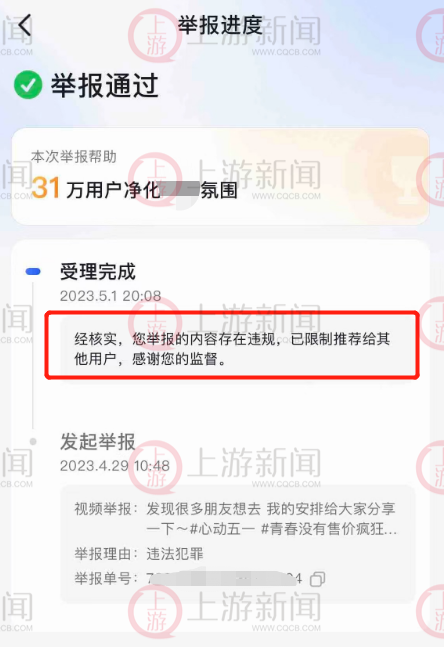 举报进度
举报通过
本次举报帮助
31万用户净化 氛围
受理完成
2023.5.1 20:08
经核实，您举报的内容存在违规，已限制推荐给其
他用户，感谢您的监督。
发起举报
2023.4.29 10:48
视频举报：发现很多朋友想去 我的安排给大家分享
一下～#心动五一 #青春没有售价疯狂...
举报理由：违法犯罪
举报单号：
上游新闻
WWW.CQCB.COM